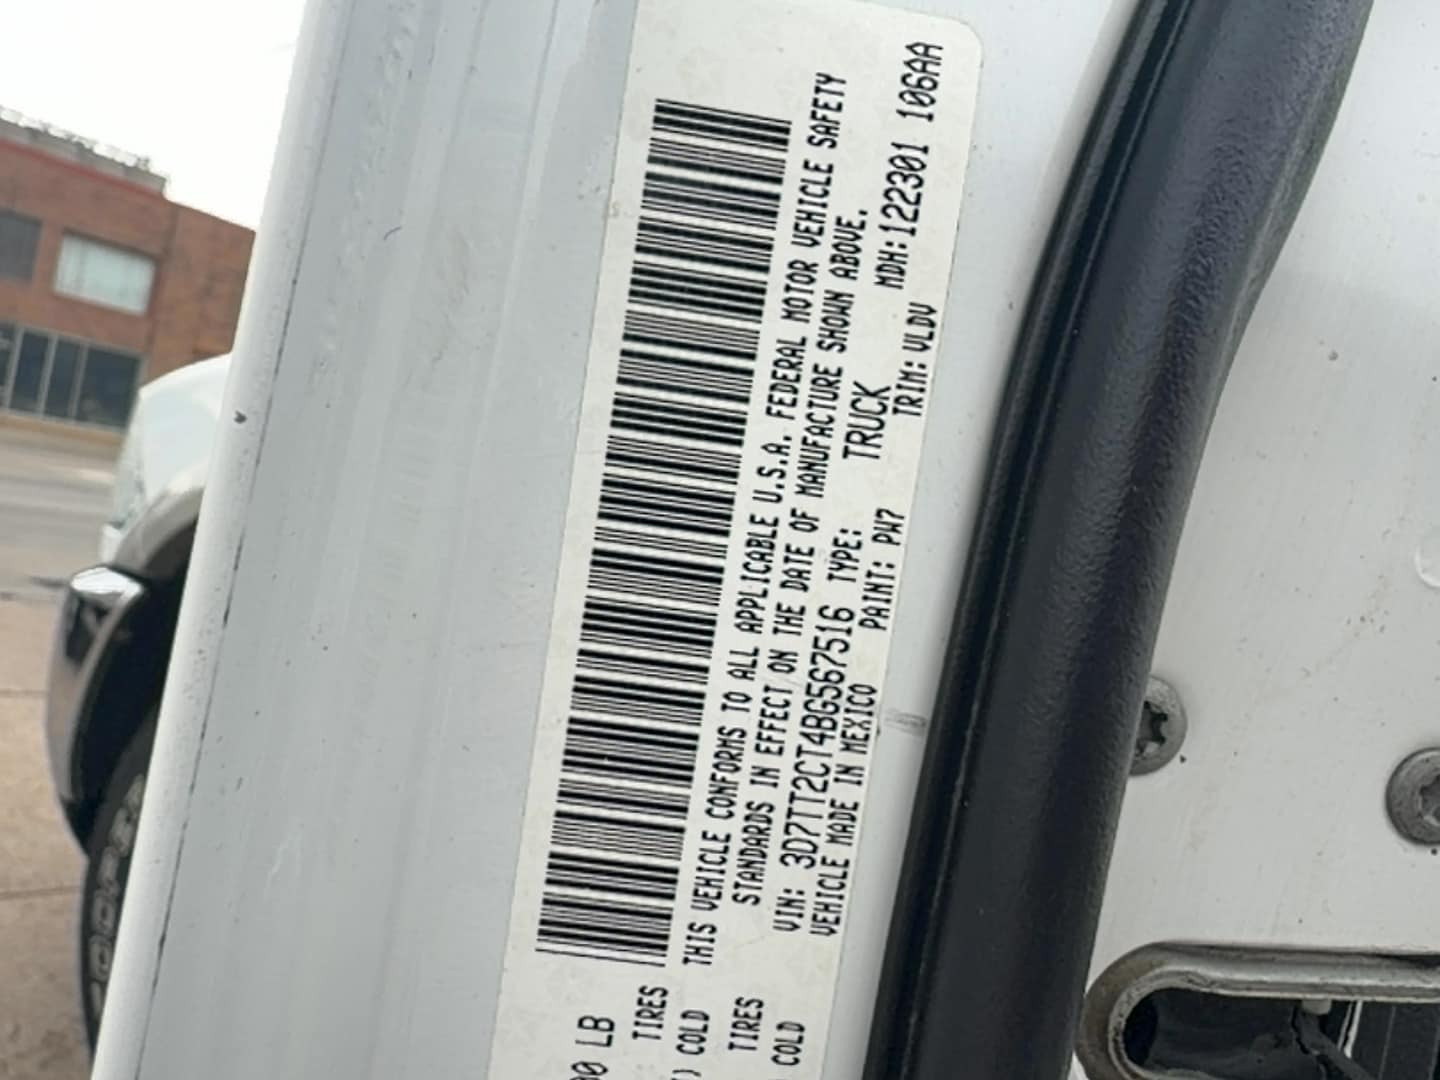 00 LB
TIRES
) COLD
THIS VEHICLE CONFORMS TO ALL APPLICABLE U.S.A. FEDERAL MOTOR VEHICLE SAFETY
STANDARDS IN EFFECT ON THE DATE OF MANUFACTURE SHOWN ABOVE.
TIRES
COLD
VIN: 3D7TT2CT4BG567516 TYPE: TRUCK MDH:122301 106AA
VEHICLE MADE IN MEXICO PAINT: PW7 TRIM: VLDV